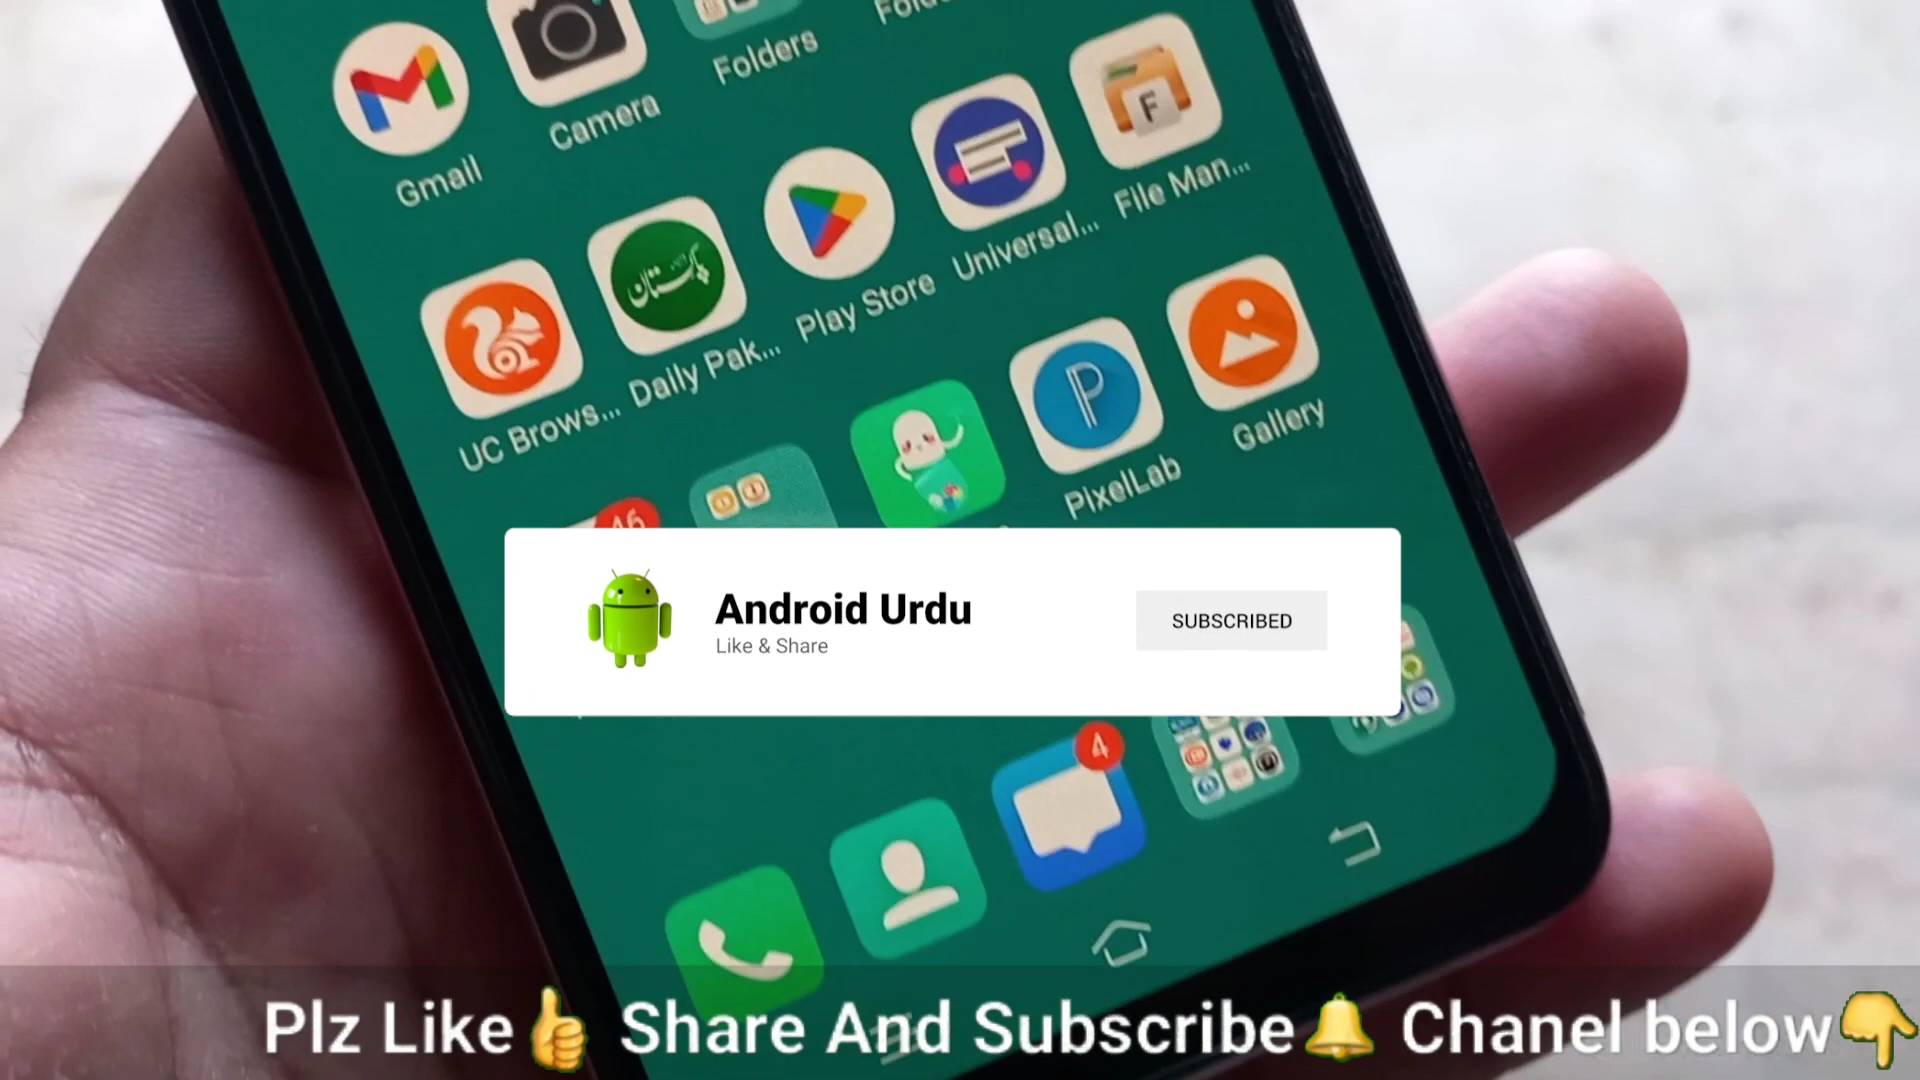 Folders
Camera
Gmail
F
File Man...
Universal...
Play Store
پاکستان
Daily Pak...
UC Brows...
P
Gallery
PixelLab
46
Android Urdu
Like & Share
SUBSCRIBED
4
Plz Like👍 Share And Subscribe🔔 Chanel below👇